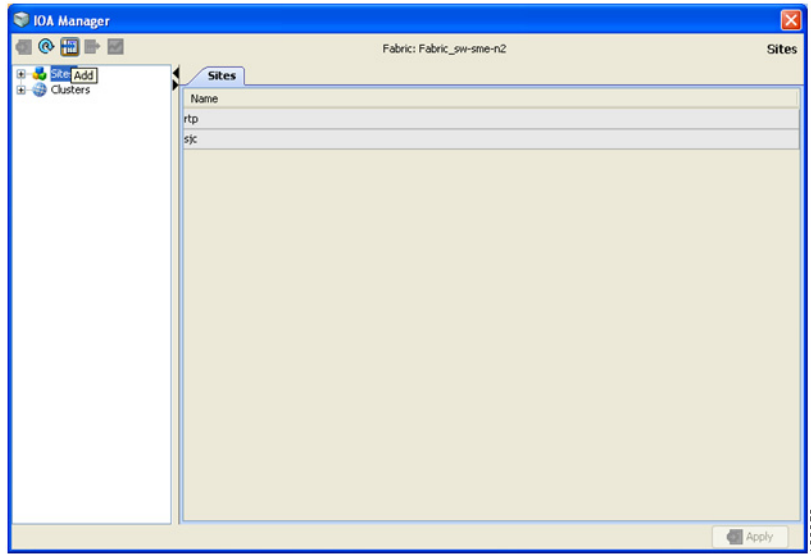 IOA Manager
Fabric: Fabric_sw-sme-n2
Sites
Site
Add
Clusters
Sites
Name
rtp
sjc
Apply